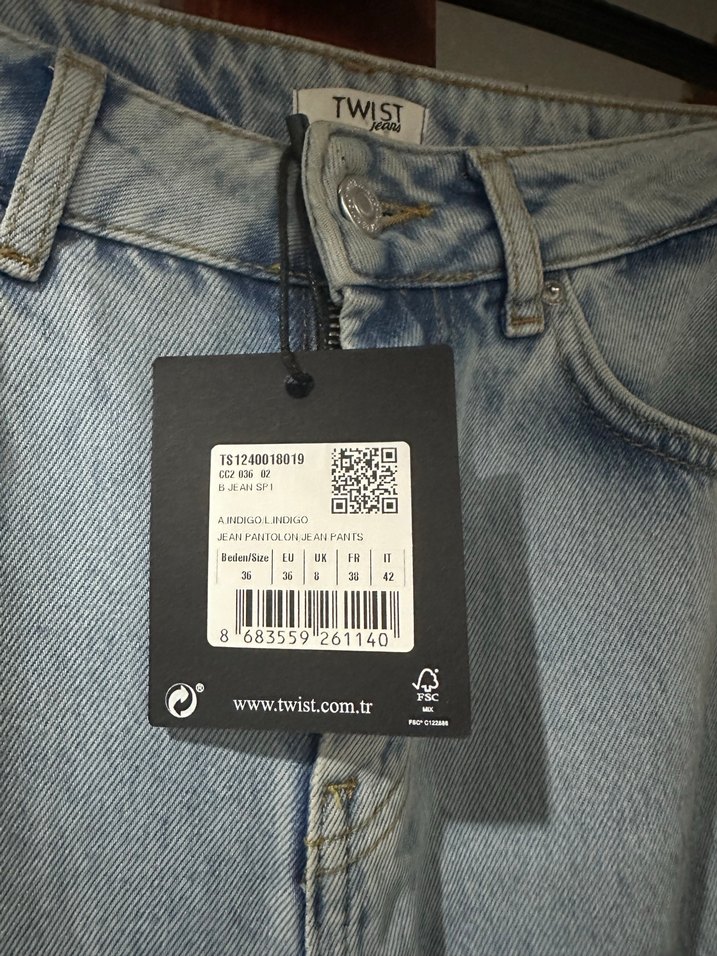 TWIST
jeans
TS1240018019
CC2 036 02
B JEAN SP1
A.INDIGO/L.INDIGO
JEAN PANTOLON/JEAN PANTS
Beden/Size EU UK FR IT
36 36 8 38 42
8 683559 261140
www.twist.com.tr
FSC
MIX
FSC® C122886